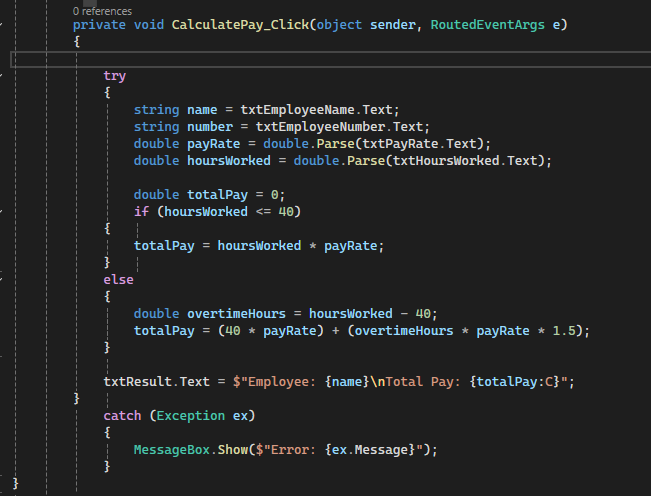 0 references
private void CalculatePay_Click(object sender, RoutedEventArgs e)
{
try
{
string name = txtEmployeeName.Text;
string number = txtEmployeeNumber.Text;
double payRate = double.Parse(txtPayRate.Text);
double hoursWorked = double.Parse(txtHoursWorked.Text);
double totalPay = 0;
if (hoursWorked <= 40)
{
totalPay = hoursWorked * payRate;
}
else
{
double overtimeHours = hoursWorked - 40;
totalPay = (40 * payRate) + (overtimeHours * payRate * 1.5);
}
txtResult.Text = $"Employee: {name}\nTotal Pay: {totalPay:C}";
}
catch (Exception ex)
{
MessageBox.Show($"Error: {ex.Message}");
}
}